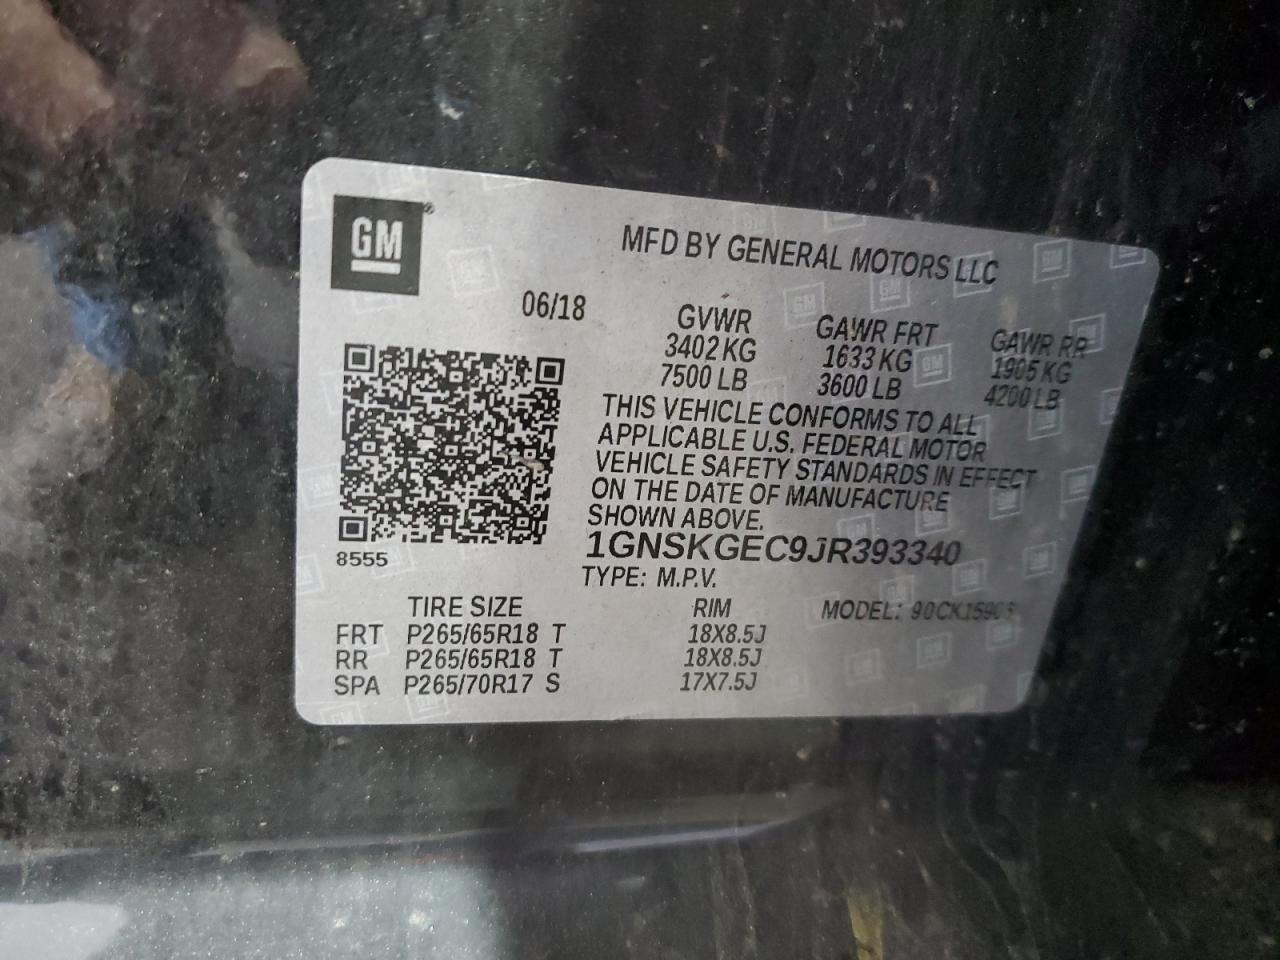 GM®
MFD BY GENERAL MOTORS LLC
06/18
GVWR GAWR FRT GAWR RR
3402 KG 1633 KG 1905 KG
7500 LB 3600 LB 4200 LB
THIS VEHICLE CONFORMS TO ALL
APPLICABLE U.S. FEDERAL MOTOR
VEHICLE SAFETY STANDARDS IN EFFECT
ON THE DATE OF MANUFACTURE
SHOWN ABOVE.
8555
1GNSKGEC9JR393340
TYPE: M.P.V.
TIRE SIZE RIM MODEL:
FRT P265/65R18 T 18X8.5J
RR P265/65R18 T 18X8.5J
SPA P265/70R17 S 17X7.5J